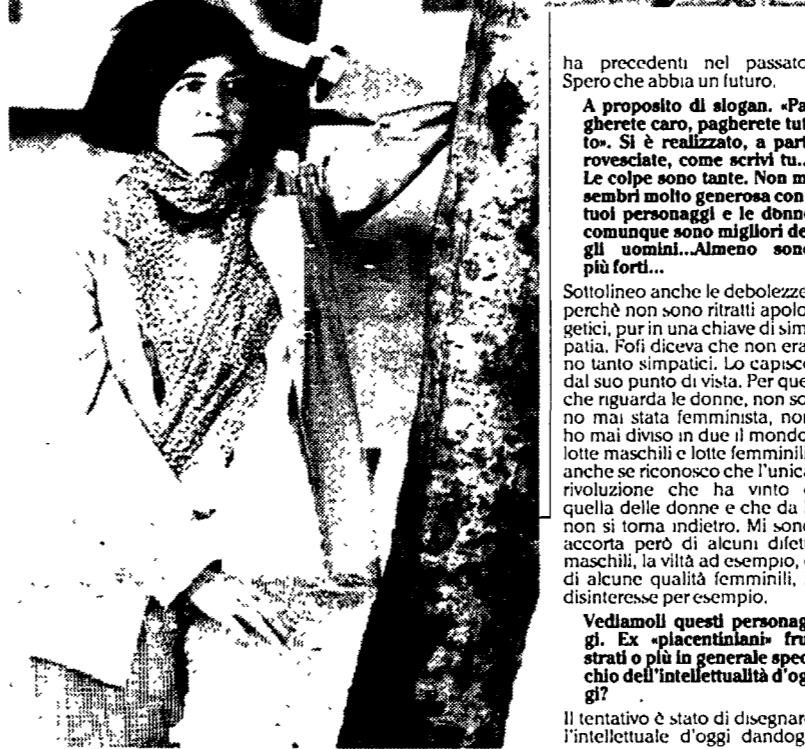 ha precedenti nel passato
Spero che abbia un futuro.
A proposito di slogan. «Pa
gherete caro, pagherete tut
to». Si è realizzato, a part
rovesciate, come scrivi tu..
Le colpe sono tante. Non m
sembri molto generosa con
tuoi personaggi e le donne
comunque sono migliori de
gli uomini...Almeno sono
più forti...
Sottolineo anche le debolezze
perchè non sono ritratti apolo
getici, pur in una chiave di sim
patia. Fofi diceva che non era
no tanto simpatici. Lo capisco
dal suo punto di vista. Per que
che riguarda le donne, non so
no mai stata femminista, non
ho mai diviso in due il mondo
lotte maschili e lotte femminili
anche se riconosco che l'unica
rivoluzione che ha vinto è
quella delle donne e che da l
non si torna indietro. Mi sono
accorta però di alcuni difett
maschili, la viltà ad esempio, e
di alcune qualità femminili, i
disinteresse per esempio.
Vediamoli questi personag
gi. Ex «piacentiniani» fru
strati o più in generale spec
chio dell'intellettualità d'og
gi?
Il tentativo è stato di disegnare
l'intellettuale d'oggi dandog